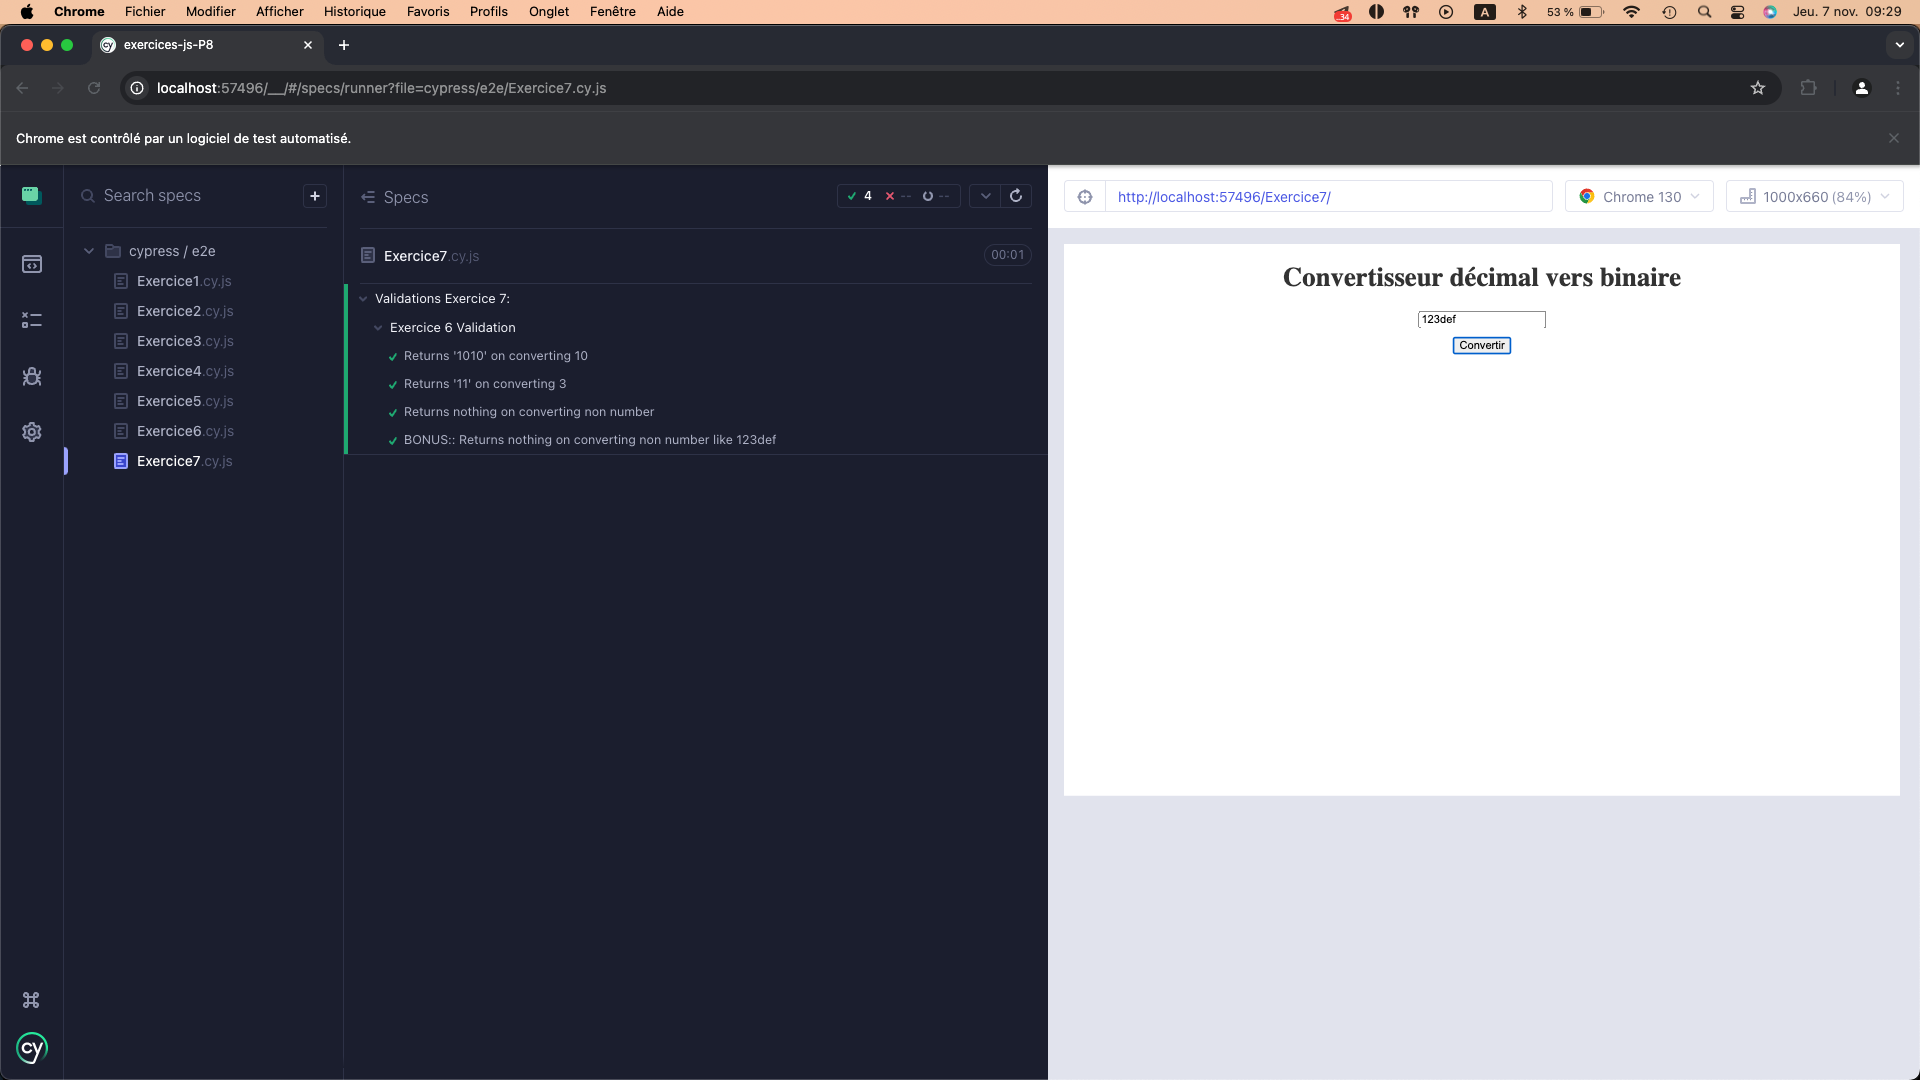 Chrome Fichier Modifier Afficher Historique Favoris Profils Onglet Fenêtre Aide 34 A 53 % Jeu. 7 nov. 09:29
cy exercices-js-P8
localhost:57496/__/#/specs/runner?file=cypress/e2e/Exercice7.cy.js
Chrome est contrôlé par un logiciel de test automatisé.
Search specs
cypress / e2e
Exercice1.cy.js
Exercice2.cy.js
Exercice3.cy.js
Exercice4.cy.js
Exercice5.cy.js
Exercice6.cy.js
Exercice7.cy.js
cy
Specs 4 -- --
Exercice7.cy.js 00:01
Validations Exercice 7:
Exercice 6 Validation
Returns '1010' on converting 10
Returns '11' on converting 3
Returns nothing on converting non number
BONUS:: Returns nothing on converting non number like 123def
http://localhost:57496/Exercice7/ Chrome 130 1000x660 (84%)
Convertisseur décimal vers binaire
123def
Convertir